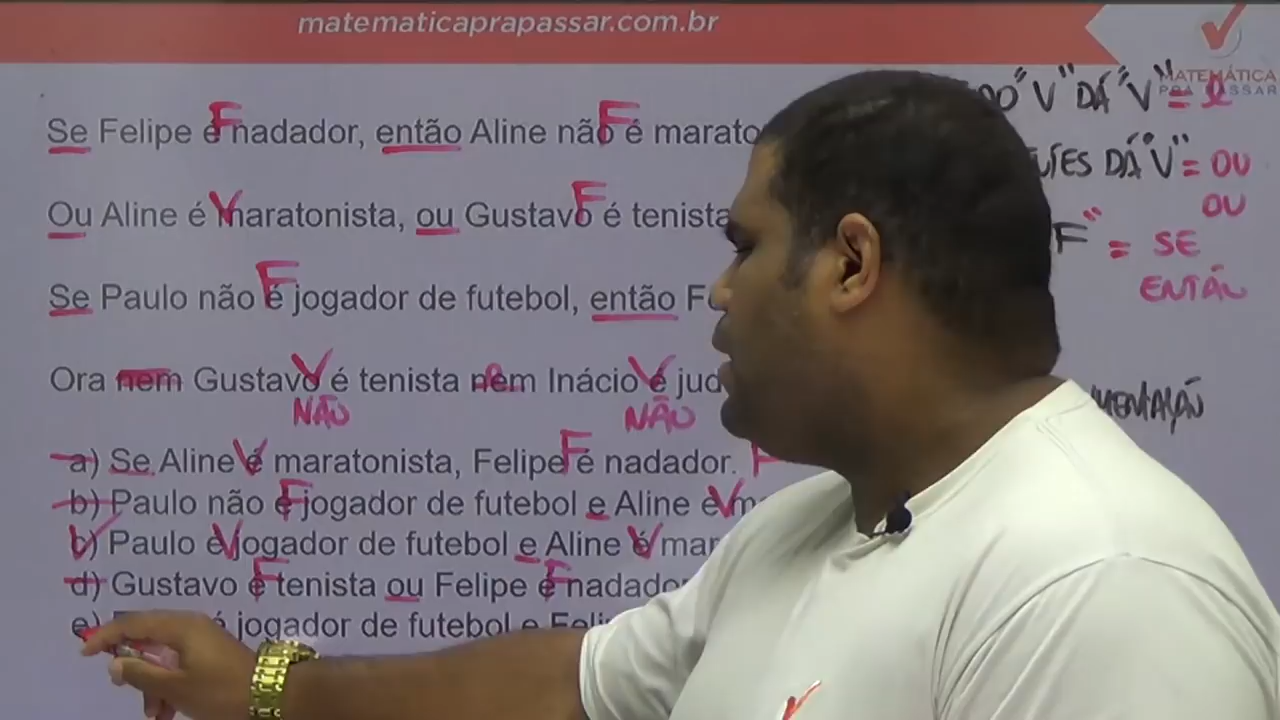 matematicaprapassar.com.br
MATEMÁTICA
PRA PASSAR
Se Felipe é nadador, então Aline não é marato
F F
Ou Aline é maratonista, ou Gustavo é tenista
V F
Se Paulo não é jogador de futebol, então
F
Ora nem Gustavo é tenista nem Inácio é jud
V e V
NÃO NÃO
a) Se Aline é maratonista, Felipe é nadador.
V F F
b) Paulo não é jogador de futebol e Aline é
F V
c) Paulo é jogador de futebol e Aline é mar
V V V
d) Gustavo é tenista ou Felipe é nadador
F F
e) é jogador de futebol e Feli
"V" DÁ "V" = e
DÁ "V" = OU
OU
F" = SE
ENTÃO
MENTAÇÃO